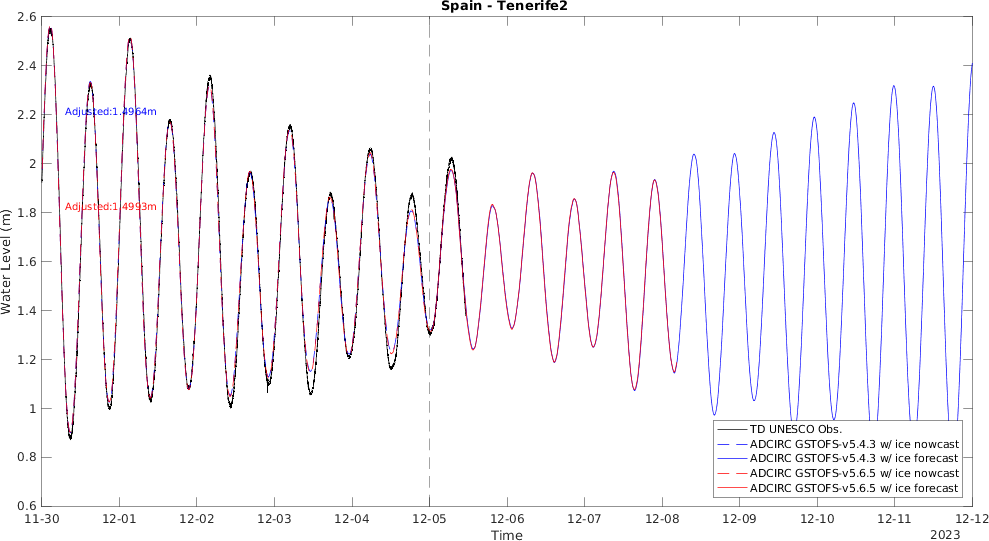 Spain - Tenerife2
2.6
2.4
2.2
2
1.8
1.6
1.4
1.2
1
0.8
0.6
Water Level (m)
Adjusted:1.4964m
Adjusted:1.4993m
TD UNESCO Obs.
ADCIRC GSTOFS-v5.4.3 w/ ice nowcast
ADCIRC GSTOFS-v5.4.3 w/ ice forecast
ADCIRC GSTOFS-v5.6.5 w/ ice nowcast
ADCIRC GSTOFS-v5.6.5 w/ ice forecast
11-30 12-01 12-02 12-03 12-04 12-05 12-06 12-07 12-08 12-09 12-10 12-11 12-12
Time
2023